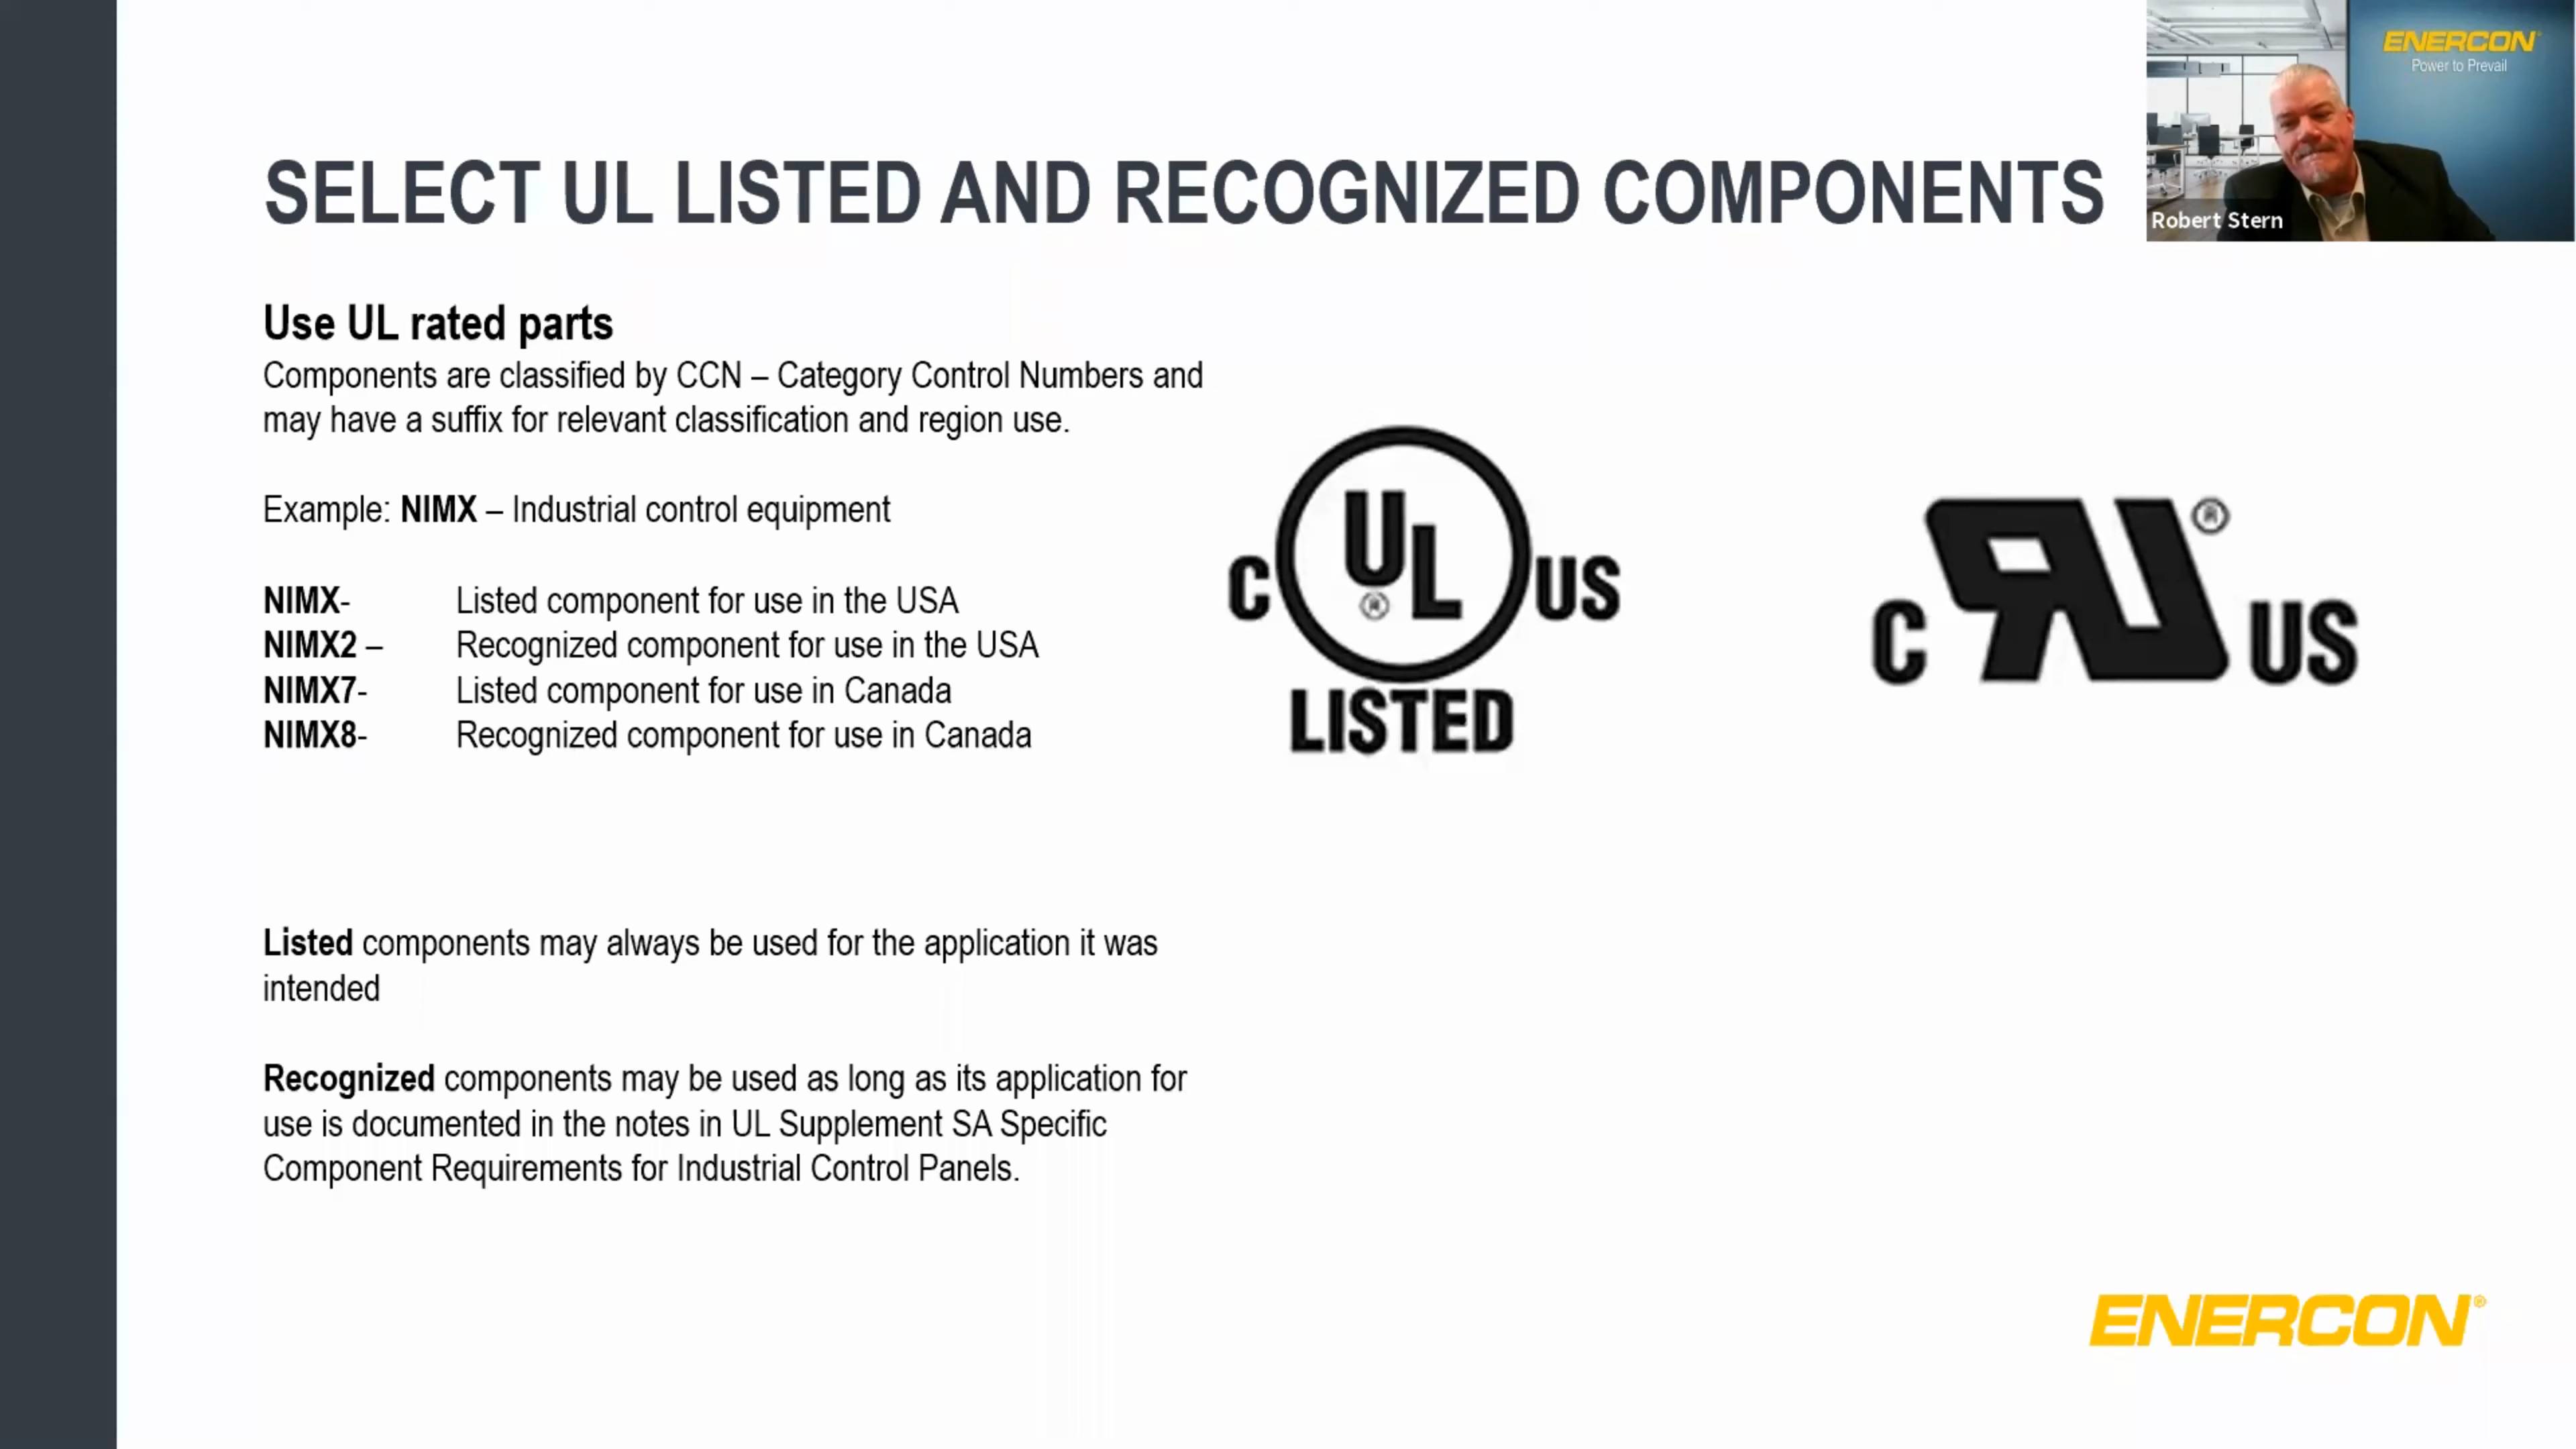 ENERCON
Power to Prevail
Robert Stern
SELECT UL LISTED AND RECOGNIZED COMPONENTS
Use UL rated parts
Components are classified by CCN – Category Control Numbers and
may have a suffix for relevant classification and region use.
Example: NIMX – Industrial control equipment
NIMX- Listed component for use in the USA
NIMX2 – Recognized component for use in the USA
NIMX7- Listed component for use in Canada
NIMX8- Recognized component for use in Canada
C UL ® US
LISTED
C RU ® US
Listed components may always be used for the application it was
intended
Recognized components may be used as long as its application for
use is documented in the notes in UL Supplement SA Specific
Component Requirements for Industrial Control Panels.
ENERCON®